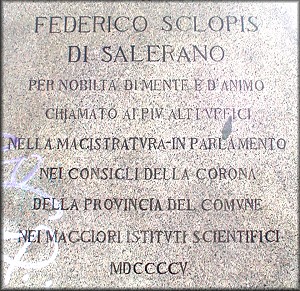 FEDERICO SCLOPIS
DI SALERANO
PER NOBILTÀ DI MENTE E D'ANIMO
CHIAMATO AI PIV ALTI VFFICI
NELLA MAGISTRATVRA-IN PARLAMENTO
NEI CONSIGLI DELLA CORONA
DELLA PROVINCIA DEL COMVNE
NEI MAGGIORI ISTITVTI SCIENTIFICI
MDCCCCV